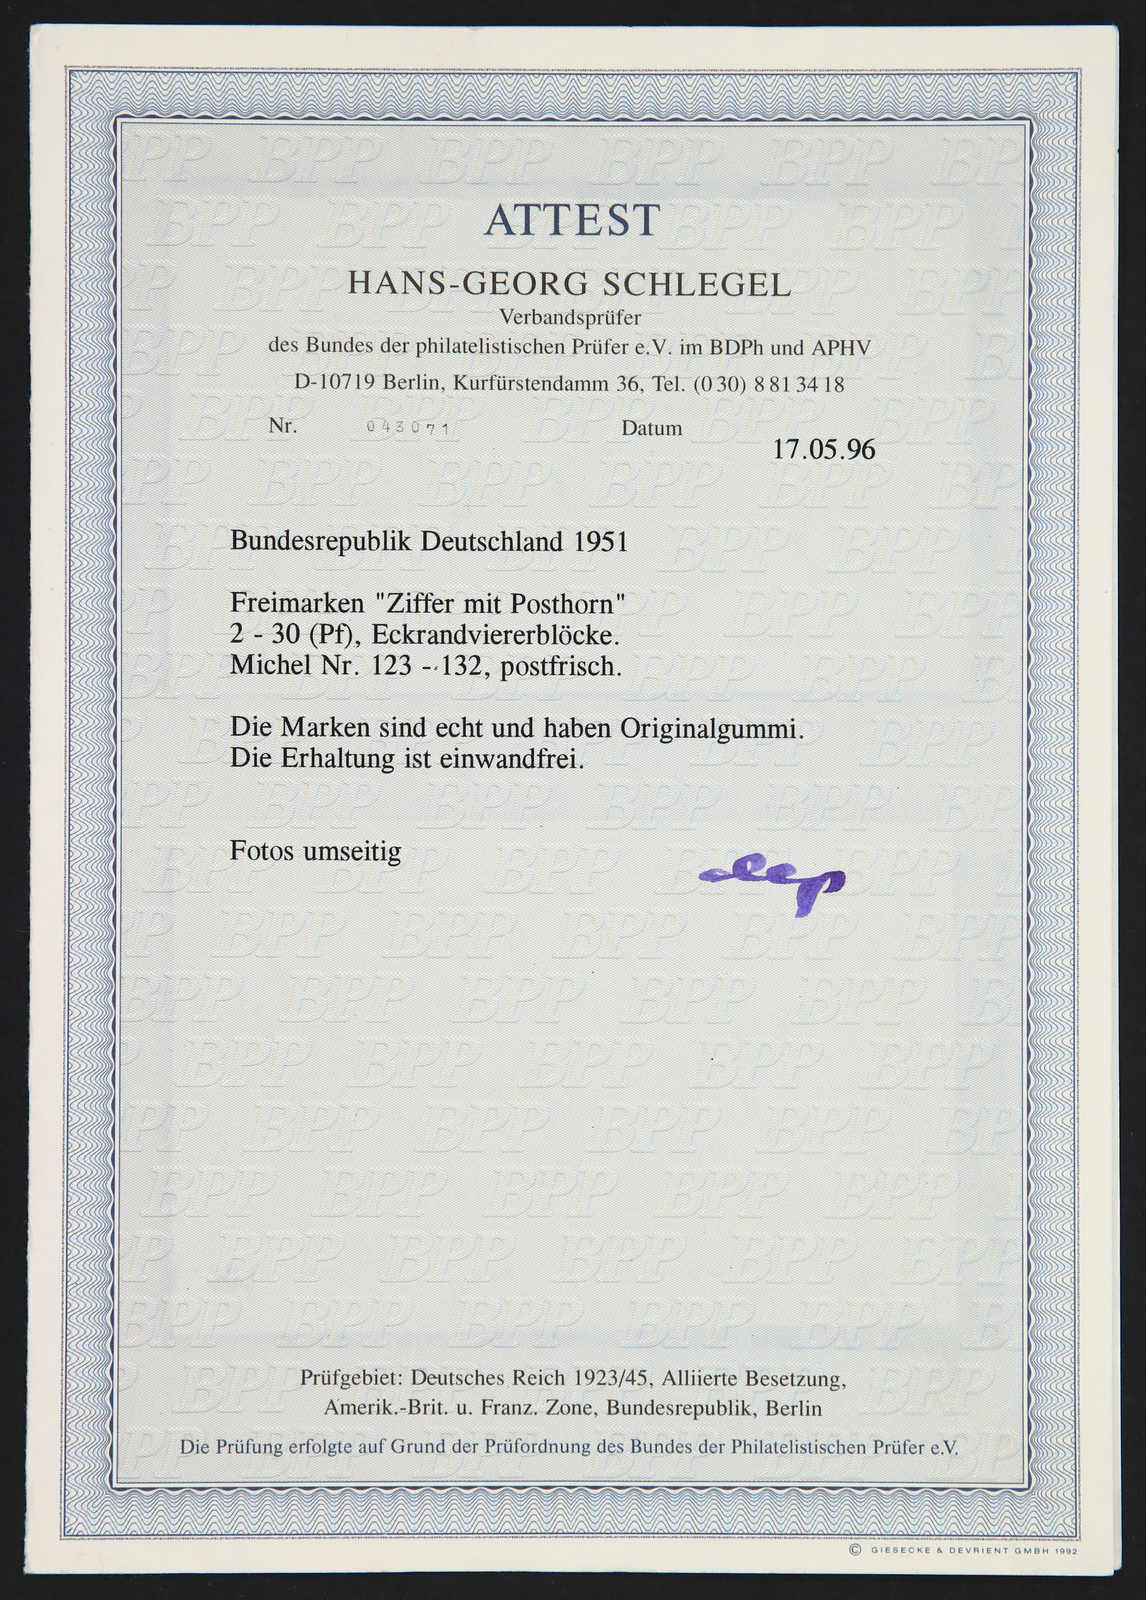 ATTEST
HANS-GEORG SCHLEGEL
Verbandsprüfer
des Bundes der philatelistischen Prüfer e.V. im BDPh und APHV
D-10719 Berlin, Kurfürstendamm 36, Tel. (030) 8813418
Nr. 043071 Datum
17.05.96
Bundesrepublik Deutschland 1951
Freimarken "Ziffer mit Posthorn"
2 - 30 (Pf), Eckrandviererblöcke.
Michel Nr. 123 - 132, postfrisch.
Die Marken sind echt und haben Originalgummi.
Die Erhaltung ist einwandfrei.
Fotos umseitig
Prüfgebiet: Deutsches Reich 1923/45, Alliierte Besetzung,
Amerik.-Brit. u. Franz. Zone, Bundesrepublik, Berlin
Die Prüfung erfolgte auf Grund der Prüfordnung des Bundes der Philatelistischen Prüfer e.V.
© GIESECKE & DEVRIENT GMBH 1992